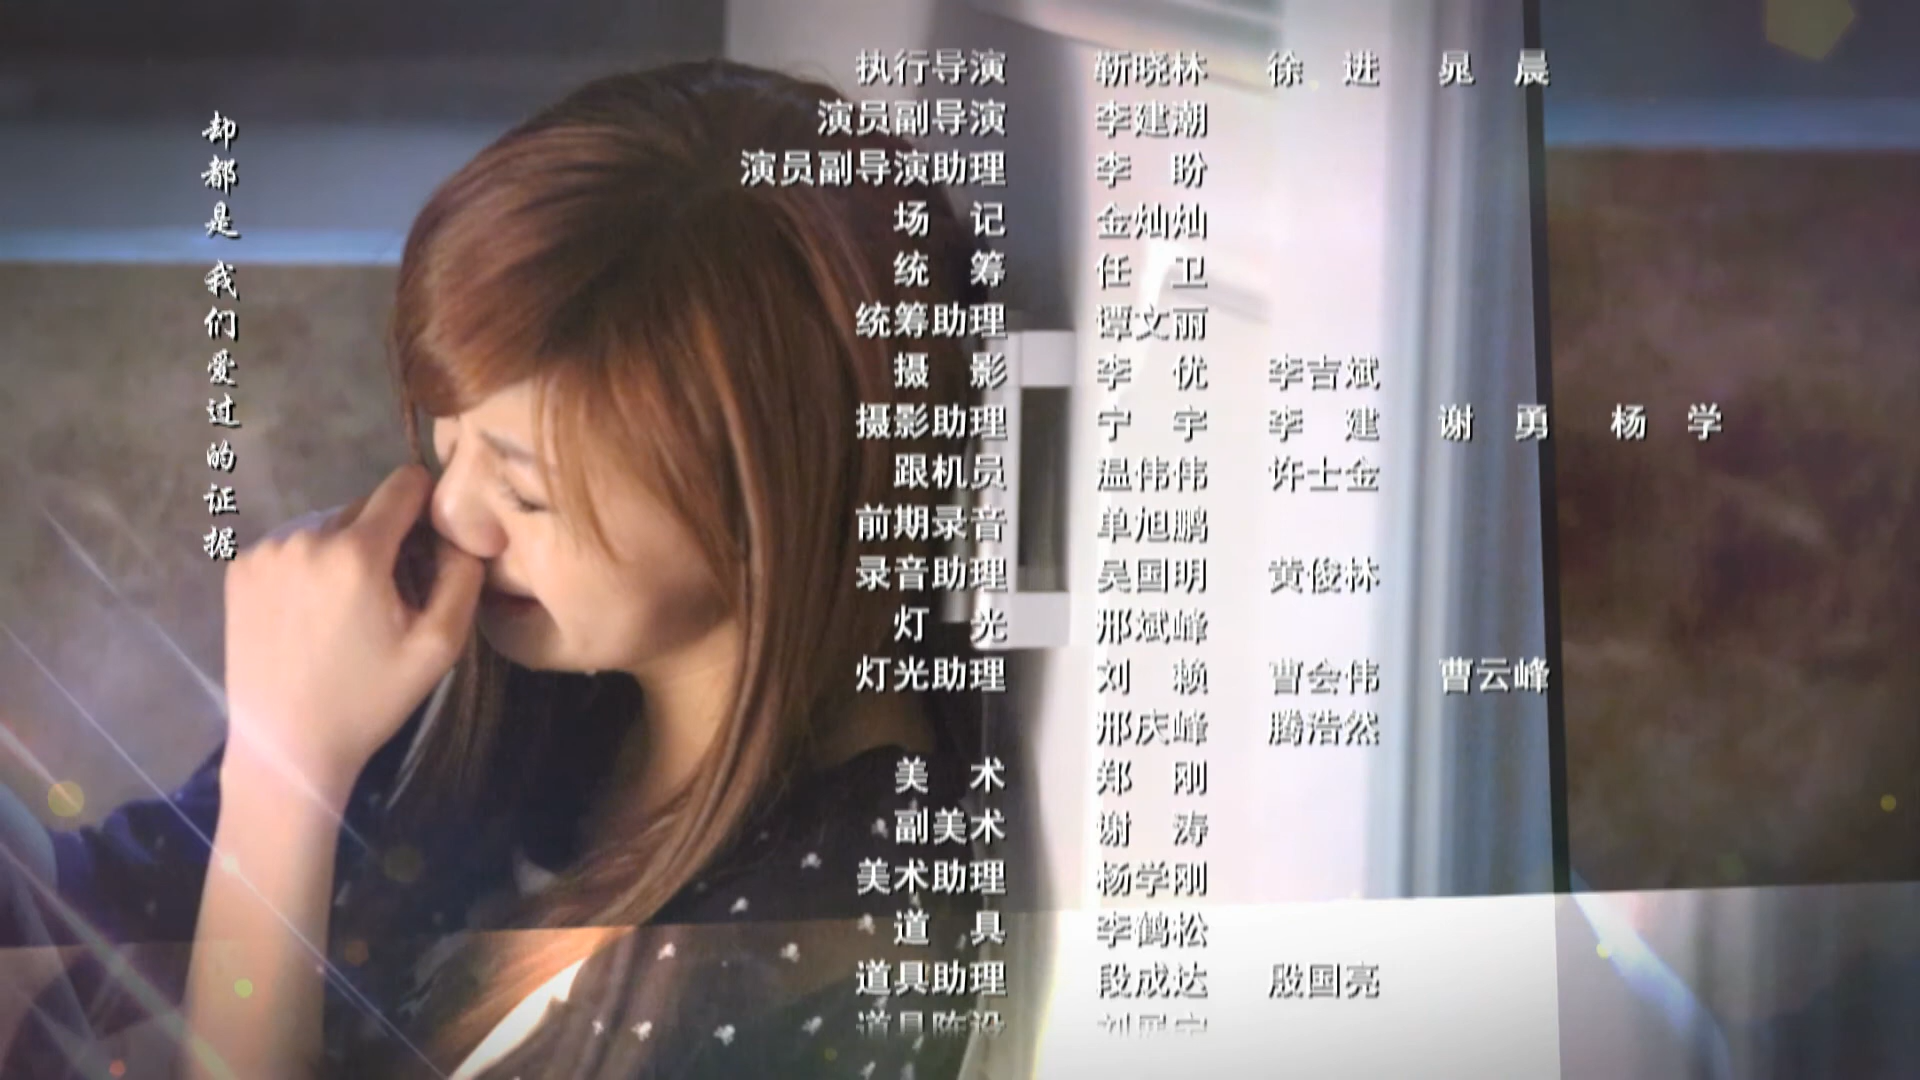 却都是 我们爱过的证据
执行导演 靳晓林 徐进 晁晨
演员副导演 李建潮
演员副导演助理 李盼
场记 金灿灿
统筹 任卫
统筹助理 谭文丽
摄影 李优 李吉斌
摄影助理 宁宇 李建 谢勇 杨学
跟机员 温伟伟 许士金
前期录音 单旭鹏
录音助理 吴国明 黄俊林
灯光 邢斌峰
灯光助理 刘赖 曹会伟 曹云峰
邢庆峰 腾浩然
美术 郑刚
副美术 谢涛
美术助理 杨学刚
道具 李鹤松
道具助理 段成达 殷国亮
道具陈设